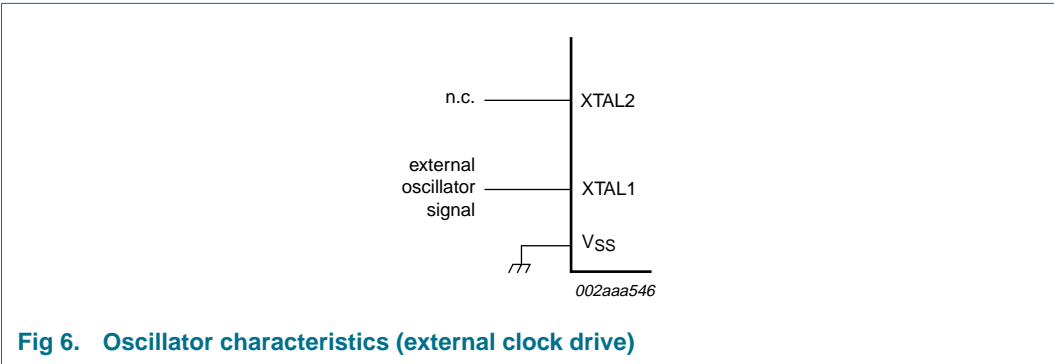 n.c.
XTAL2
external
oscillator
signal
XTAL1
VSS
002aaa546
Fig 6. Oscillator characteristics (external clock drive)